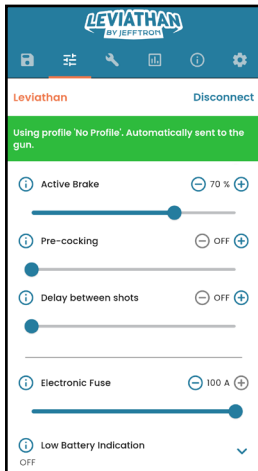 LEVIATHAN
BY JEFFTRON
Leviathan Disconnect
Using profile 'No Profile'. Automatically sent to the
gun.
Active Brake 70 %
Pre-cocking OFF
Delay between shots OFF
Electronic Fuse 100 A
Low Battery Indication
OFF